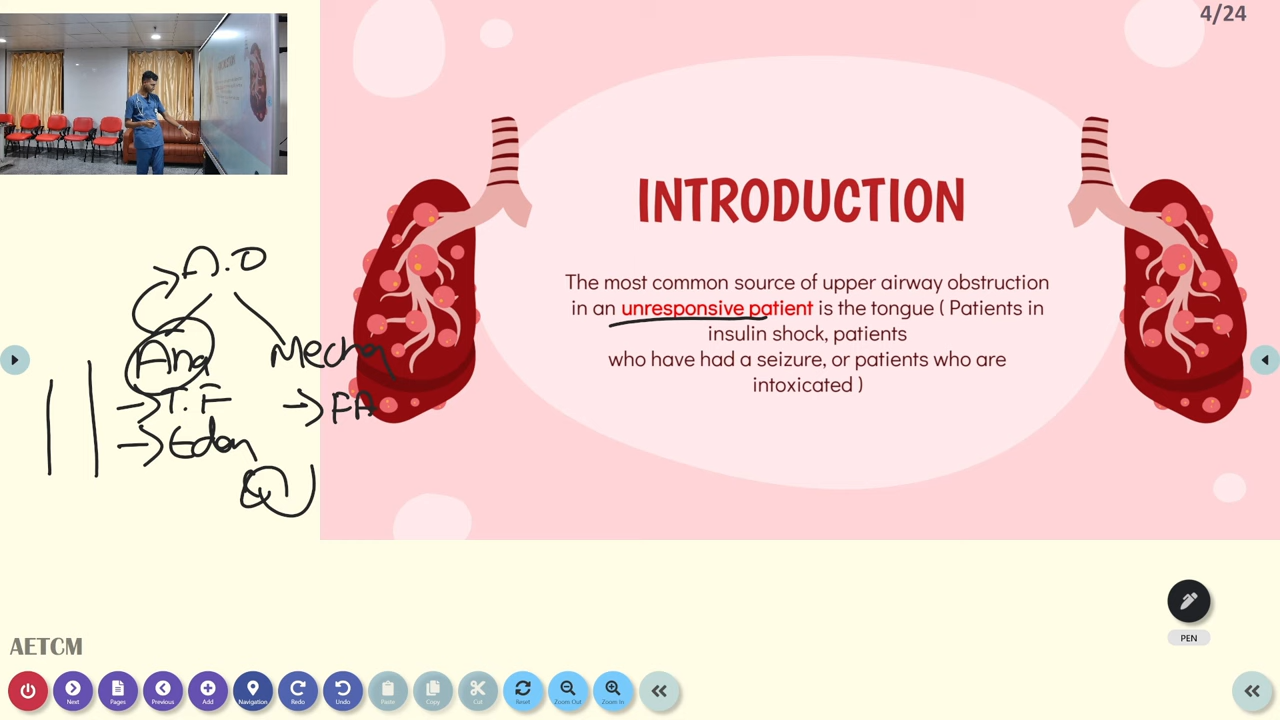 4/24
INTRODUCTION
The most common source of upper airway obstruction
in an unresponsive patient is the tongue ( Patients in
insulin shock, patients
who have had a seizure, or patients who are
intoxicated )
A.O
Ana
Mecha
→ T.F
→ FA
PEN
AETCM
Next
Pages
Previous
Add
Navigation
Redo
Undo
Paste
Copy
Cut
Reset
Zoom Out
Zoom In